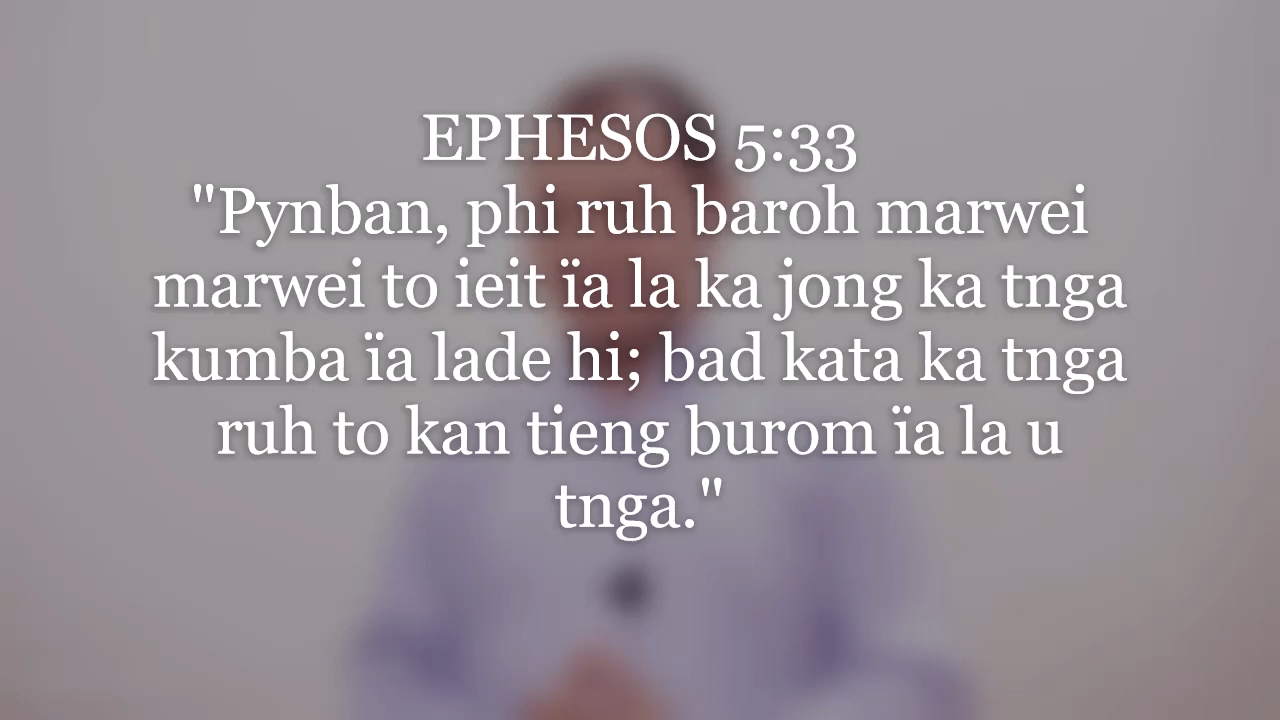 EPHESOS 5:33
"Pynban, phi ruh baroh marwei
marwei to ieit ïa la ka jong ka tnga
kumba ïa lade hi; bad kata ka tnga
ruh to kan tieng burom ïa la u
tnga."